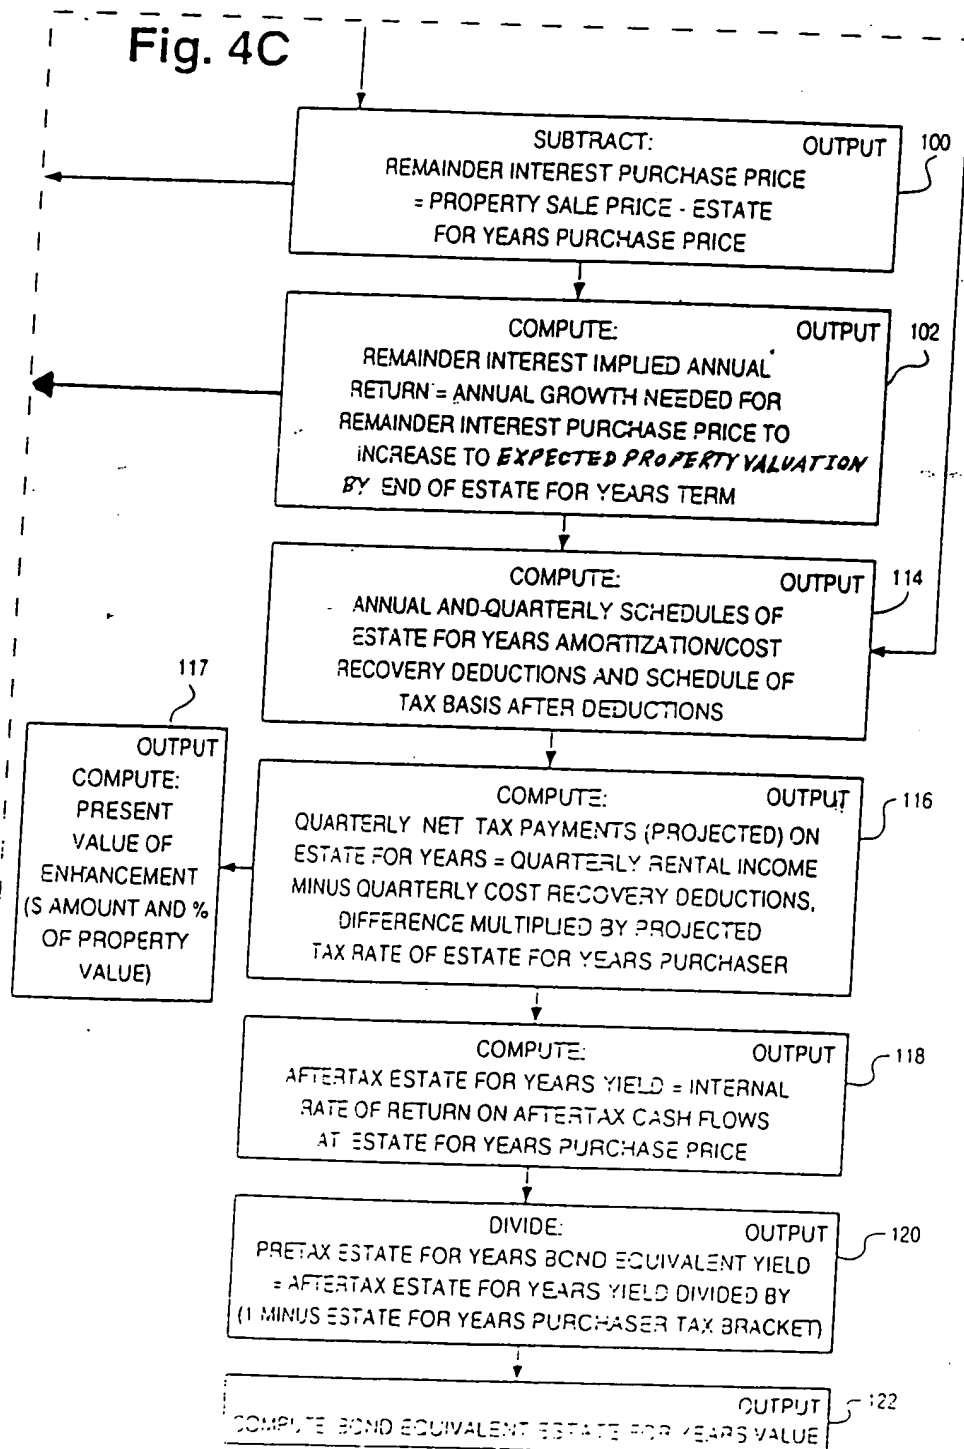 Fig. 4C
SUBTRACT: OUTPUT 100
REMAINDER INTEREST PURCHASE PRICE
= PROPERTY SALE PRICE - ESTATE
FOR YEARS PURCHASE PRICE
COMPUTE: OUTPUT 102
REMAINDER INTEREST IMPLIED ANNUAL
RETURN = ANNUAL GROWTH NEEDED FOR
REMAINDER INTEREST PURCHASE PRICE TO
INCREASE TO EXPECTED PROPERTY VALUATION
BY END OF ESTATE FOR YEARS TERM
COMPUTE: OUTPUT 114
ANNUAL AND QUARTERLY SCHEDULES OF
ESTATE FOR YEARS AMORTIZATION/COST
RECOVERY DEDUCTIONS AND SCHEDULE OF
TAX BASIS AFTER DEDUCTIONS
117
OUTPUT
COMPUTE:
PRESENT
VALUE OF
ENHANCEMENT
($ AMOUNT AND %
OF PROPERTY
VALUE)
COMPUTE: OUTPUT 116
QUARTERLY NET TAX PAYMENTS (PROJECTED) ON
ESTATE FOR YEARS = QUARTERLY RENTAL INCOME
MINUS QUARTERLY COST RECOVERY DEDUCTIONS,
DIFFERENCE MULTIPLIED BY PROJECTED
TAX RATE OF ESTATE FOR YEARS PURCHASER
COMPUTE: OUTPUT 118
AFTERTAX ESTATE FOR YEARS YIELD = INTERNAL
RATE OF RETURN ON AFTERTAX CASH FLOWS
AT ESTATE FOR YEARS PURCHASE PRICE
DIVIDE: OUTPUT 120
PRETAX ESTATE FOR YEARS BOND EQUIVALENT YIELD
= AFTERTAX ESTATE FOR YEARS YIELD DIVIDED BY
(1 MINUS ESTATE FOR YEARS PURCHASER TAX BRACKET)
OUTPUT 122
COMPUTE BOND EQUIVALENT ESTATE FOR YEARS VALUE